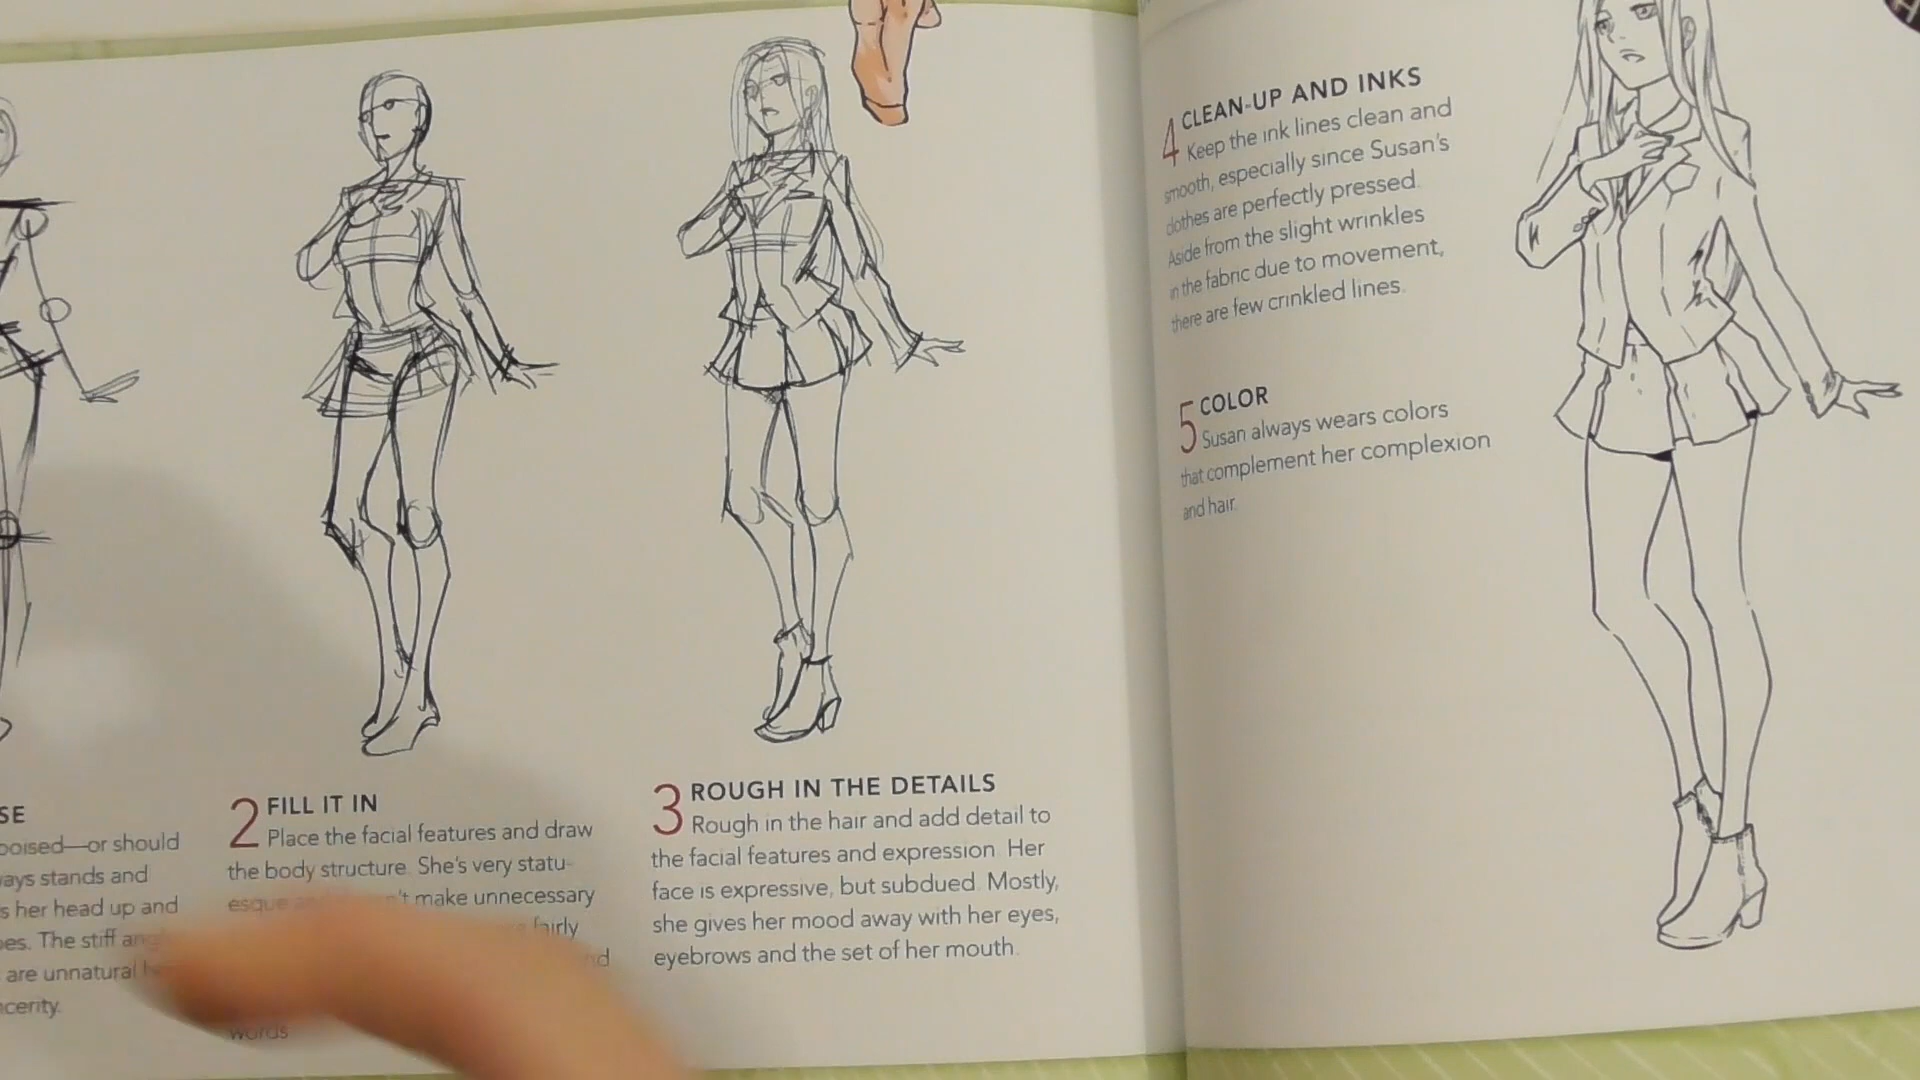 SE
poised—or should
ays stands and
s her head up and
es. The stiff
are unnatural
ncerity.
2 FILL IT IN
Place the facial features and draw
the body structure. She's very statu-
esque 't make unnecessary
fairly
nd
words
3 ROUGH IN THE DETAILS
Rough in the hair and add detail to
the facial features and expression. Her
face is expressive, but subdued. Mostly,
she gives her mood away with her eyes,
eyebrows and the set of her mouth.
4 CLEAN-UP AND INKS
Keep the ink lines clean and
smooth, especially since Susan's
clothes are perfectly pressed.
Aside from the slight wrinkles
in the fabric due to movement,
there are few crinkled lines.
5 COLOR
Susan always wears colors
that complement her complexion
and hair.